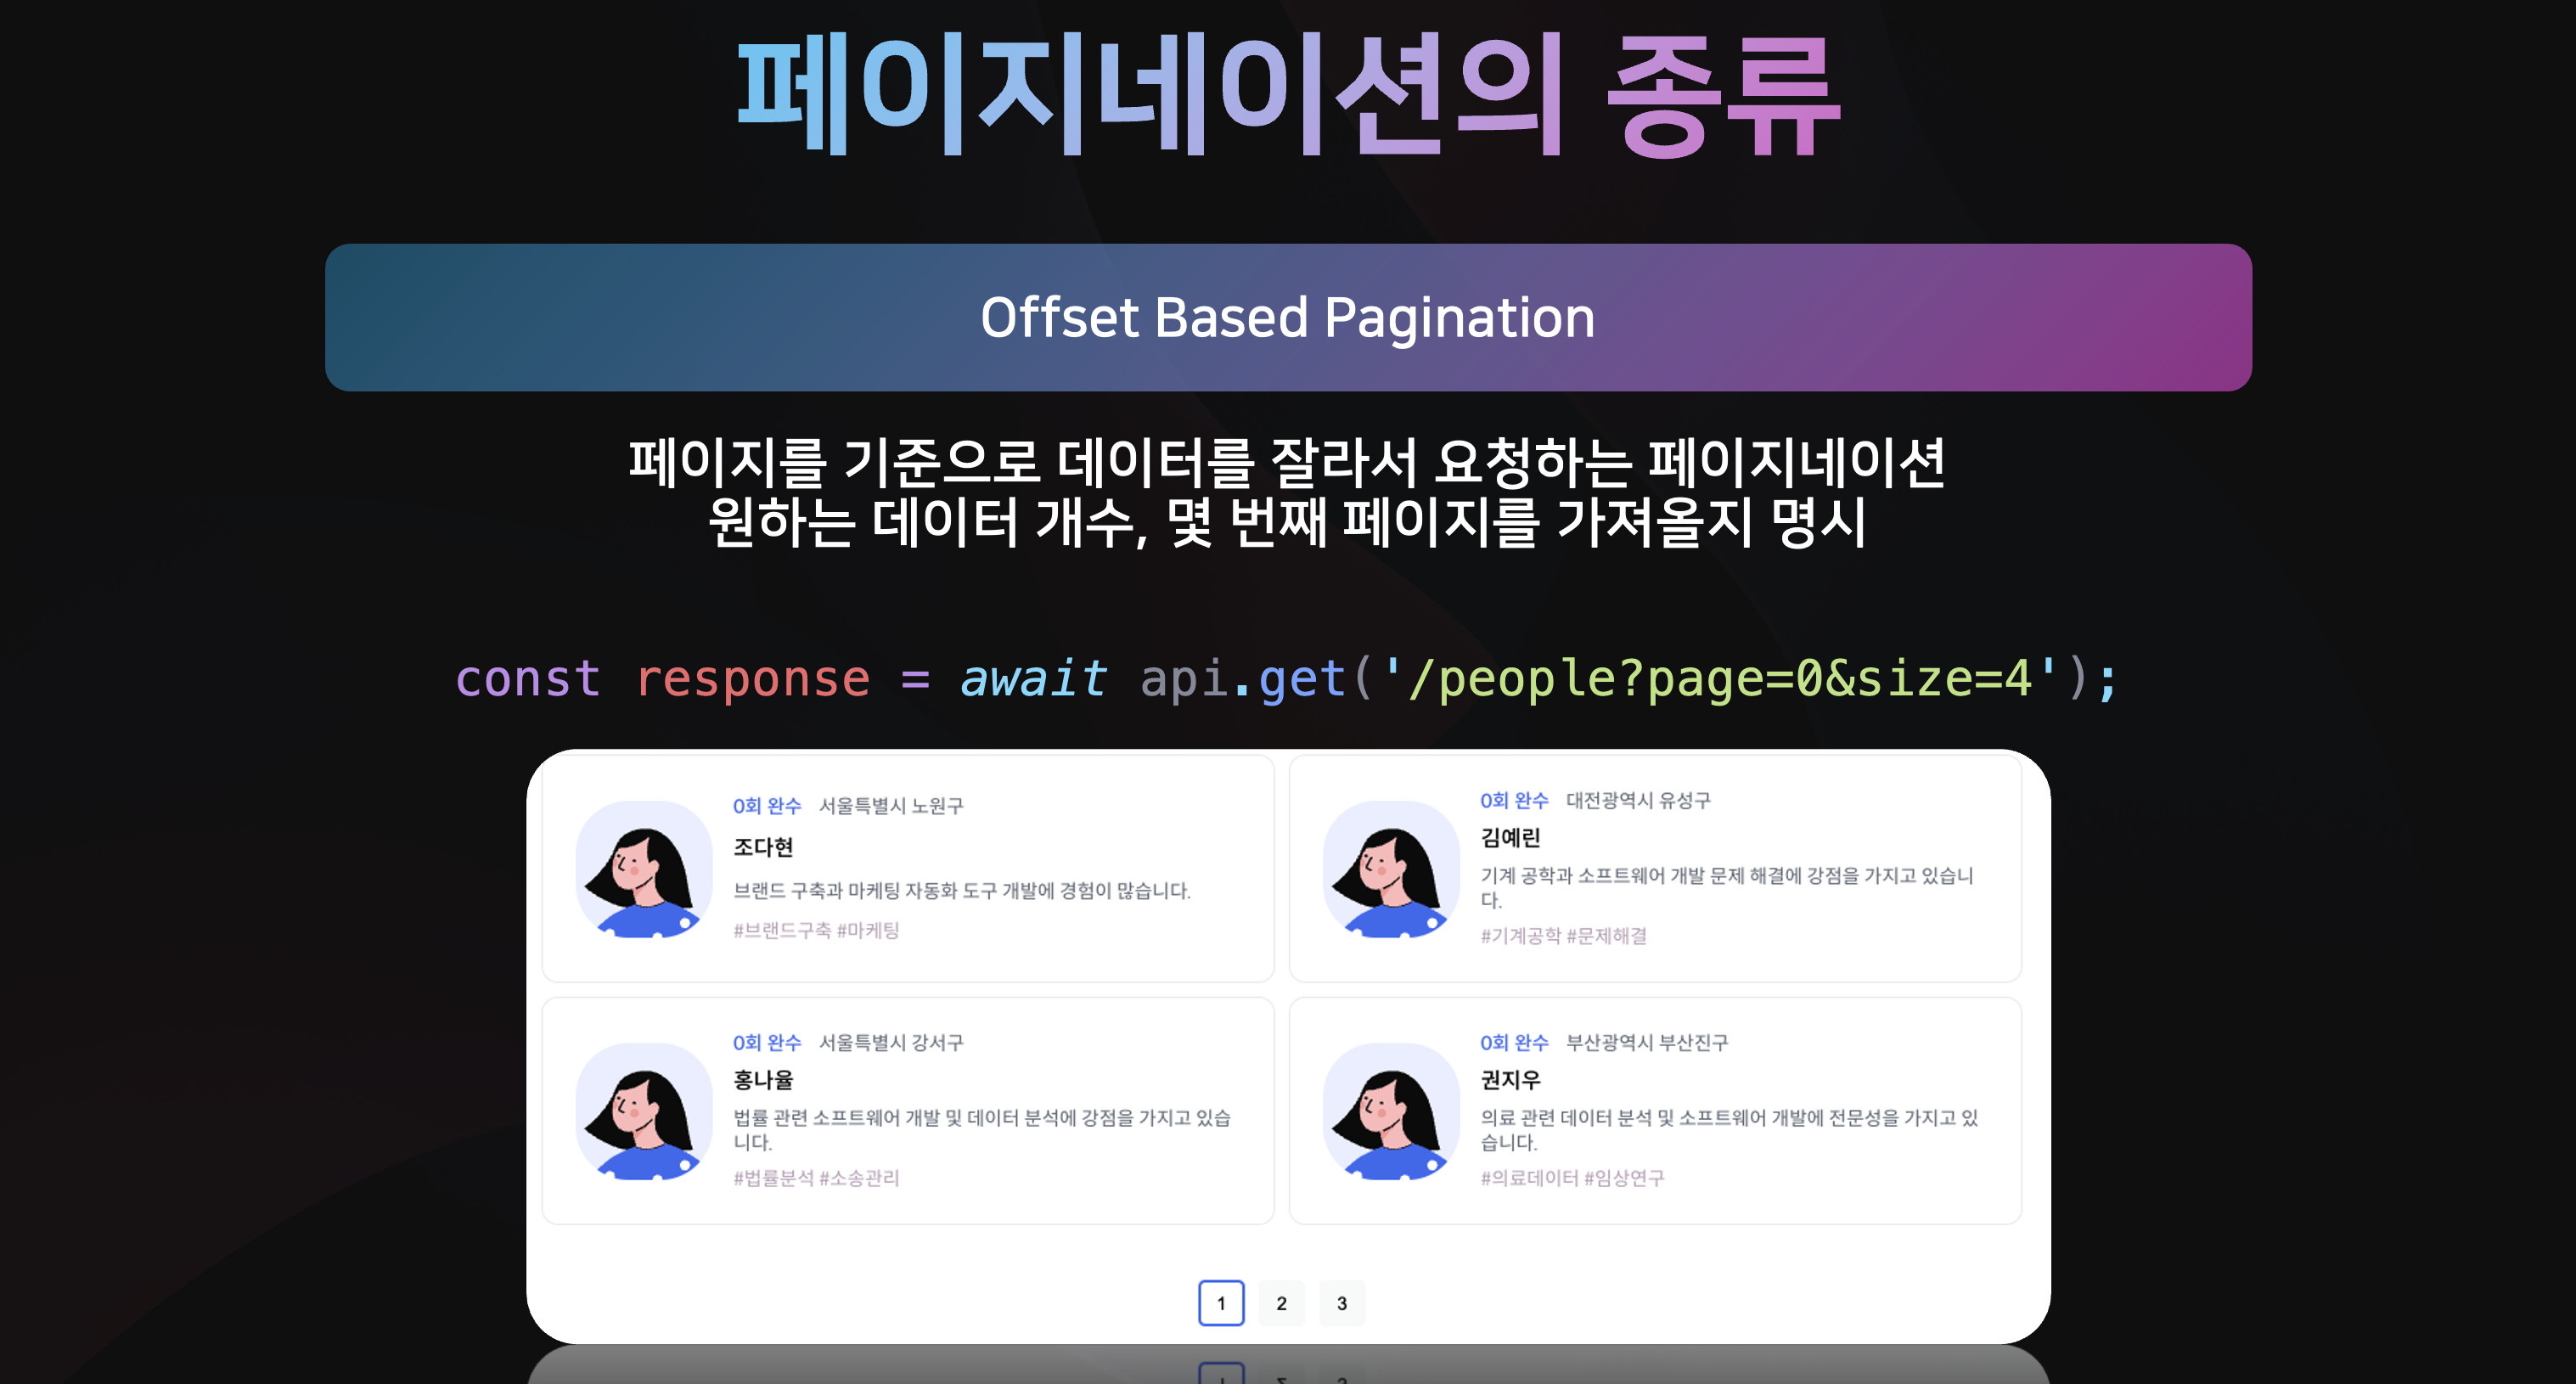 페이지네이션의 종류
Offset Based Pagination
페이지를 기준으로 데이터를 잘라서 요청하는 페이지네이션
원하는 데이터 개수, 몇 번째 페이지를 가져올지 명시
const response = await api.get('/people?page=0&size=4');
0회 완수 서울특별시 노원구
조다현
브랜드 구축과 마케팅 자동화 도구 개발에 경험이 많습니다.
#브랜드구축 #마케팅
0회 완수 대전광역시 유성구
김예린
기계 공학과 소프트웨어 개발 문제 해결에 강점을 가지고 있습니
다.
#기계공학 #문제해결
0회 완수 서울특별시 강서구
홍나율
법률 관련 소프트웨어 개발 및 데이터 분석에 강점을 가지고 있습
니다.
#법률분석 #소송관리
0회 완수 부산광역시 부산진구
권지우
의료 관련 데이터 분석 및 소프트웨어 개발에 전문성을 가지고 있
습니다.
#의료데이터 #임상연구
1 2 3